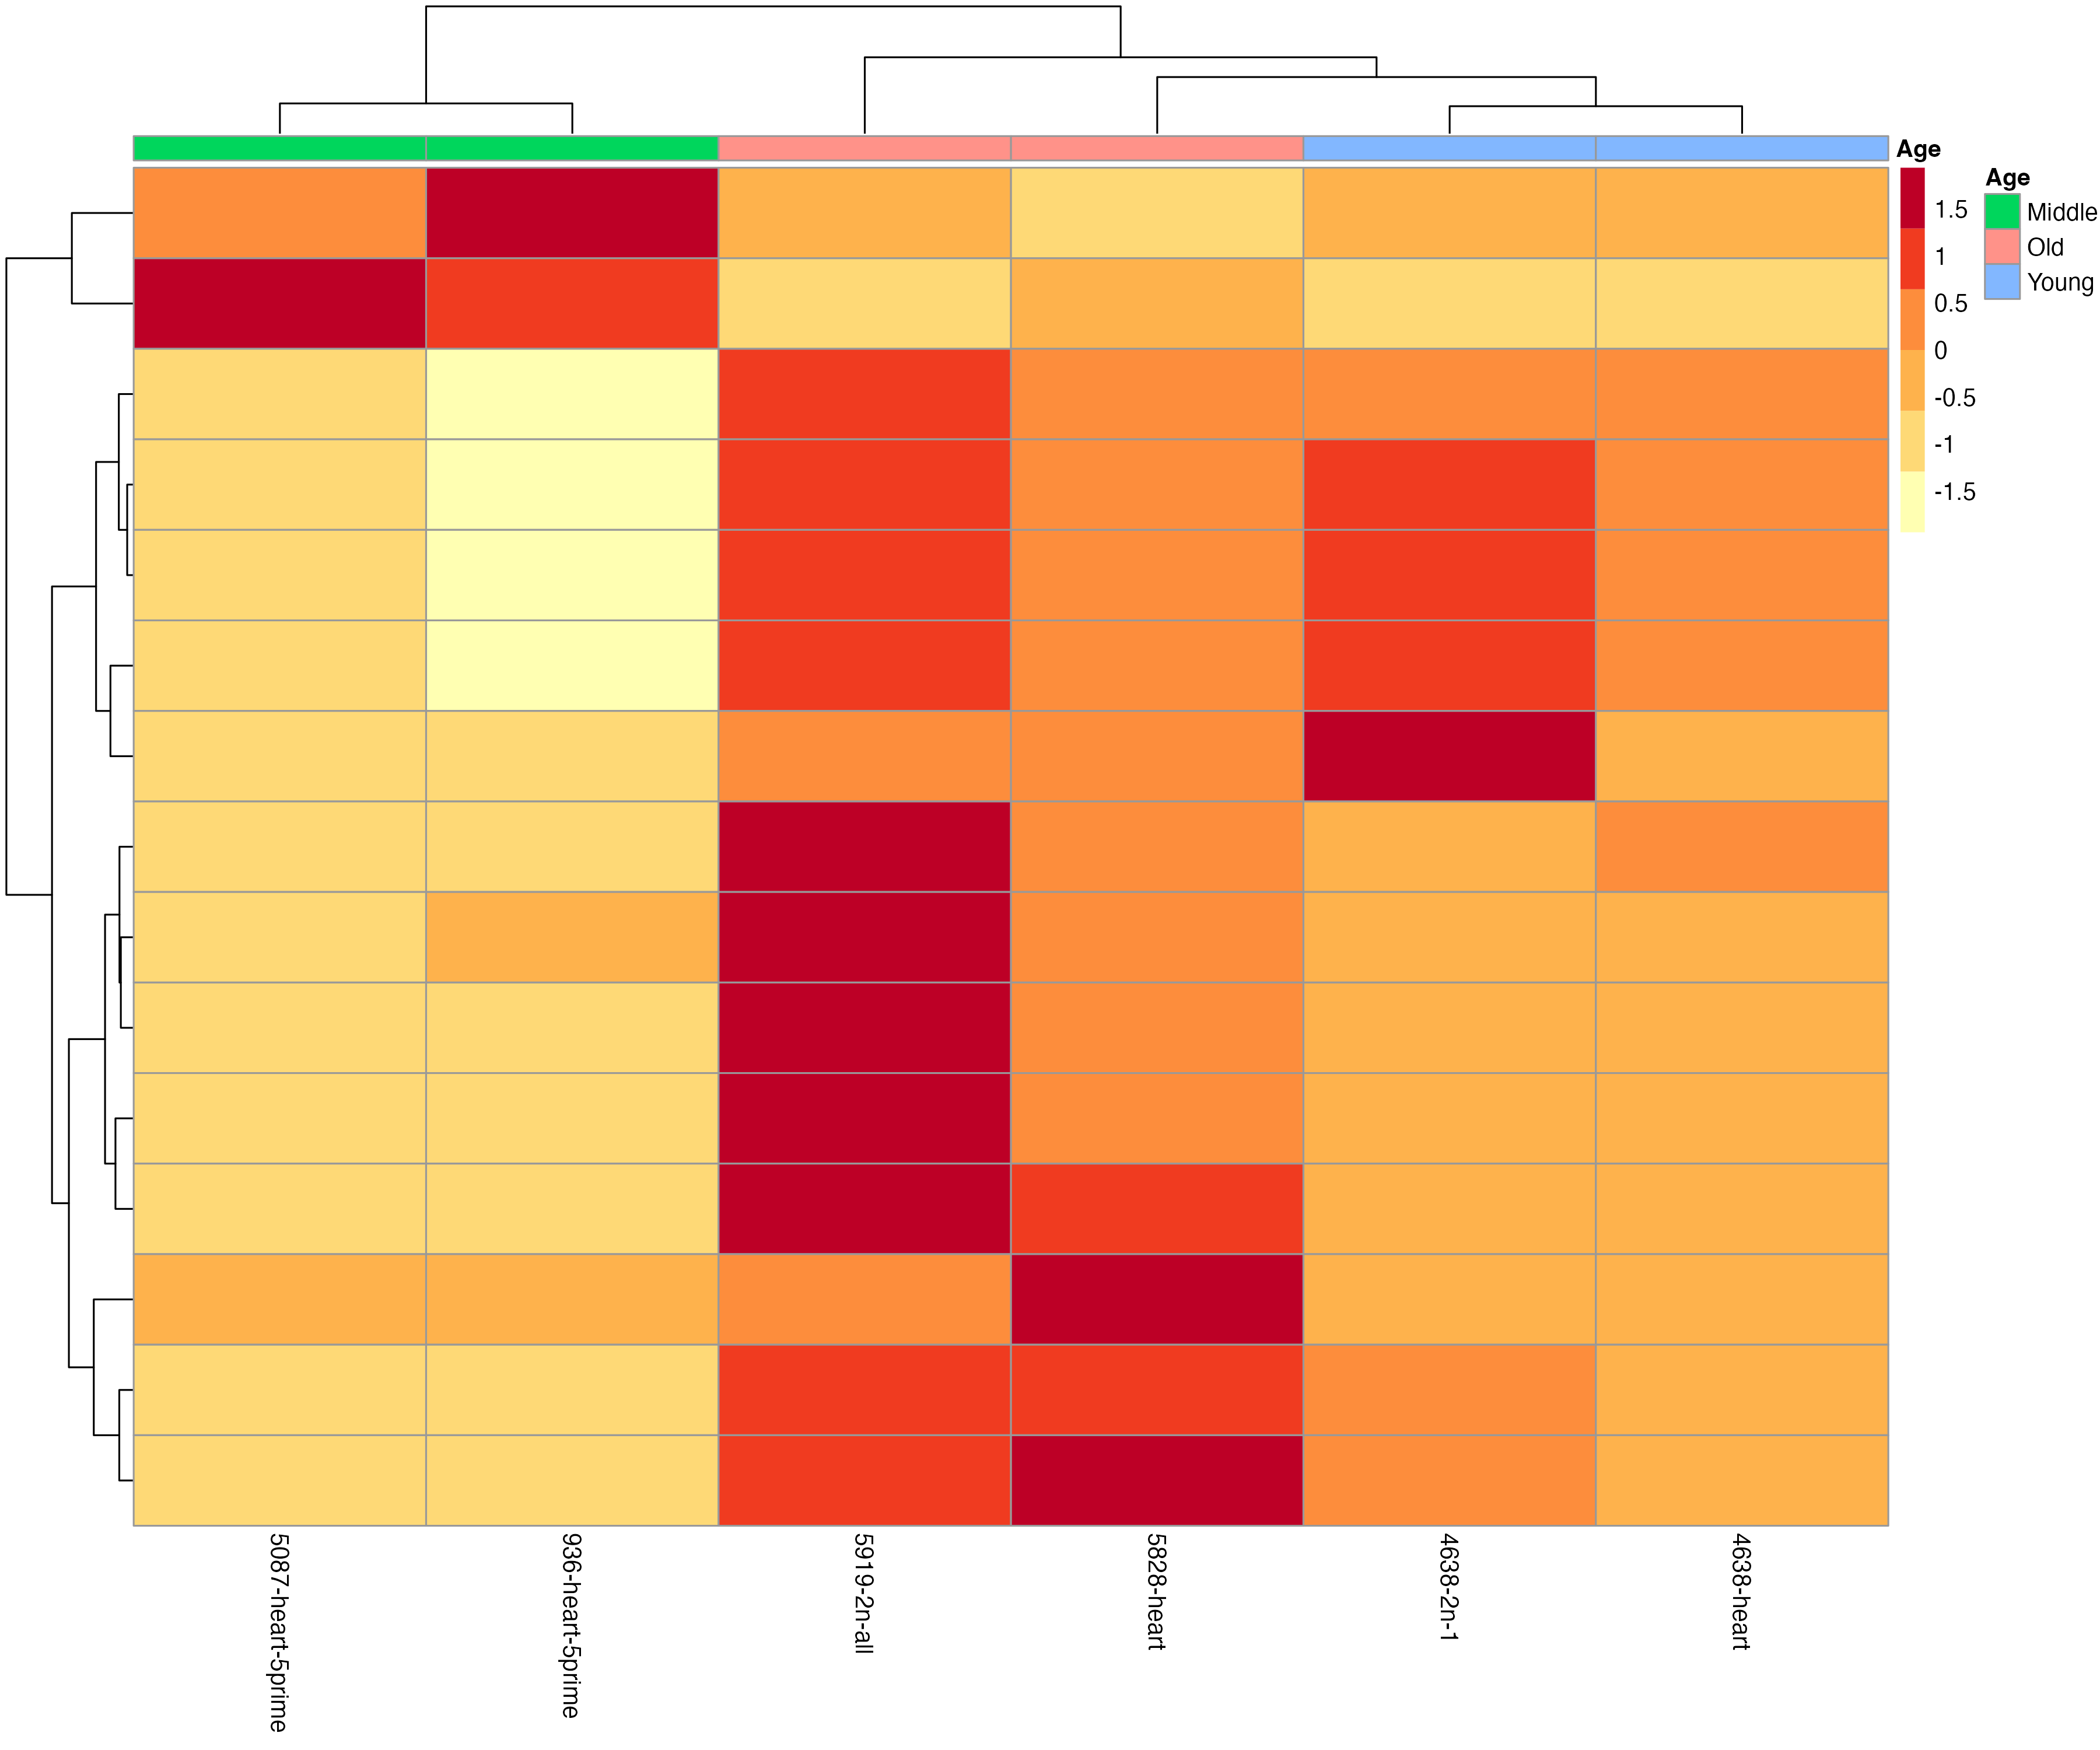 Age
1.5
1
0.5
0
-0.5
-1
-1.5
Age
Middle
Old
Young
5087-heart-5prime
936-heart-5prime
5919-2n-all
5828-heart
4638-2n-1
4638-heart